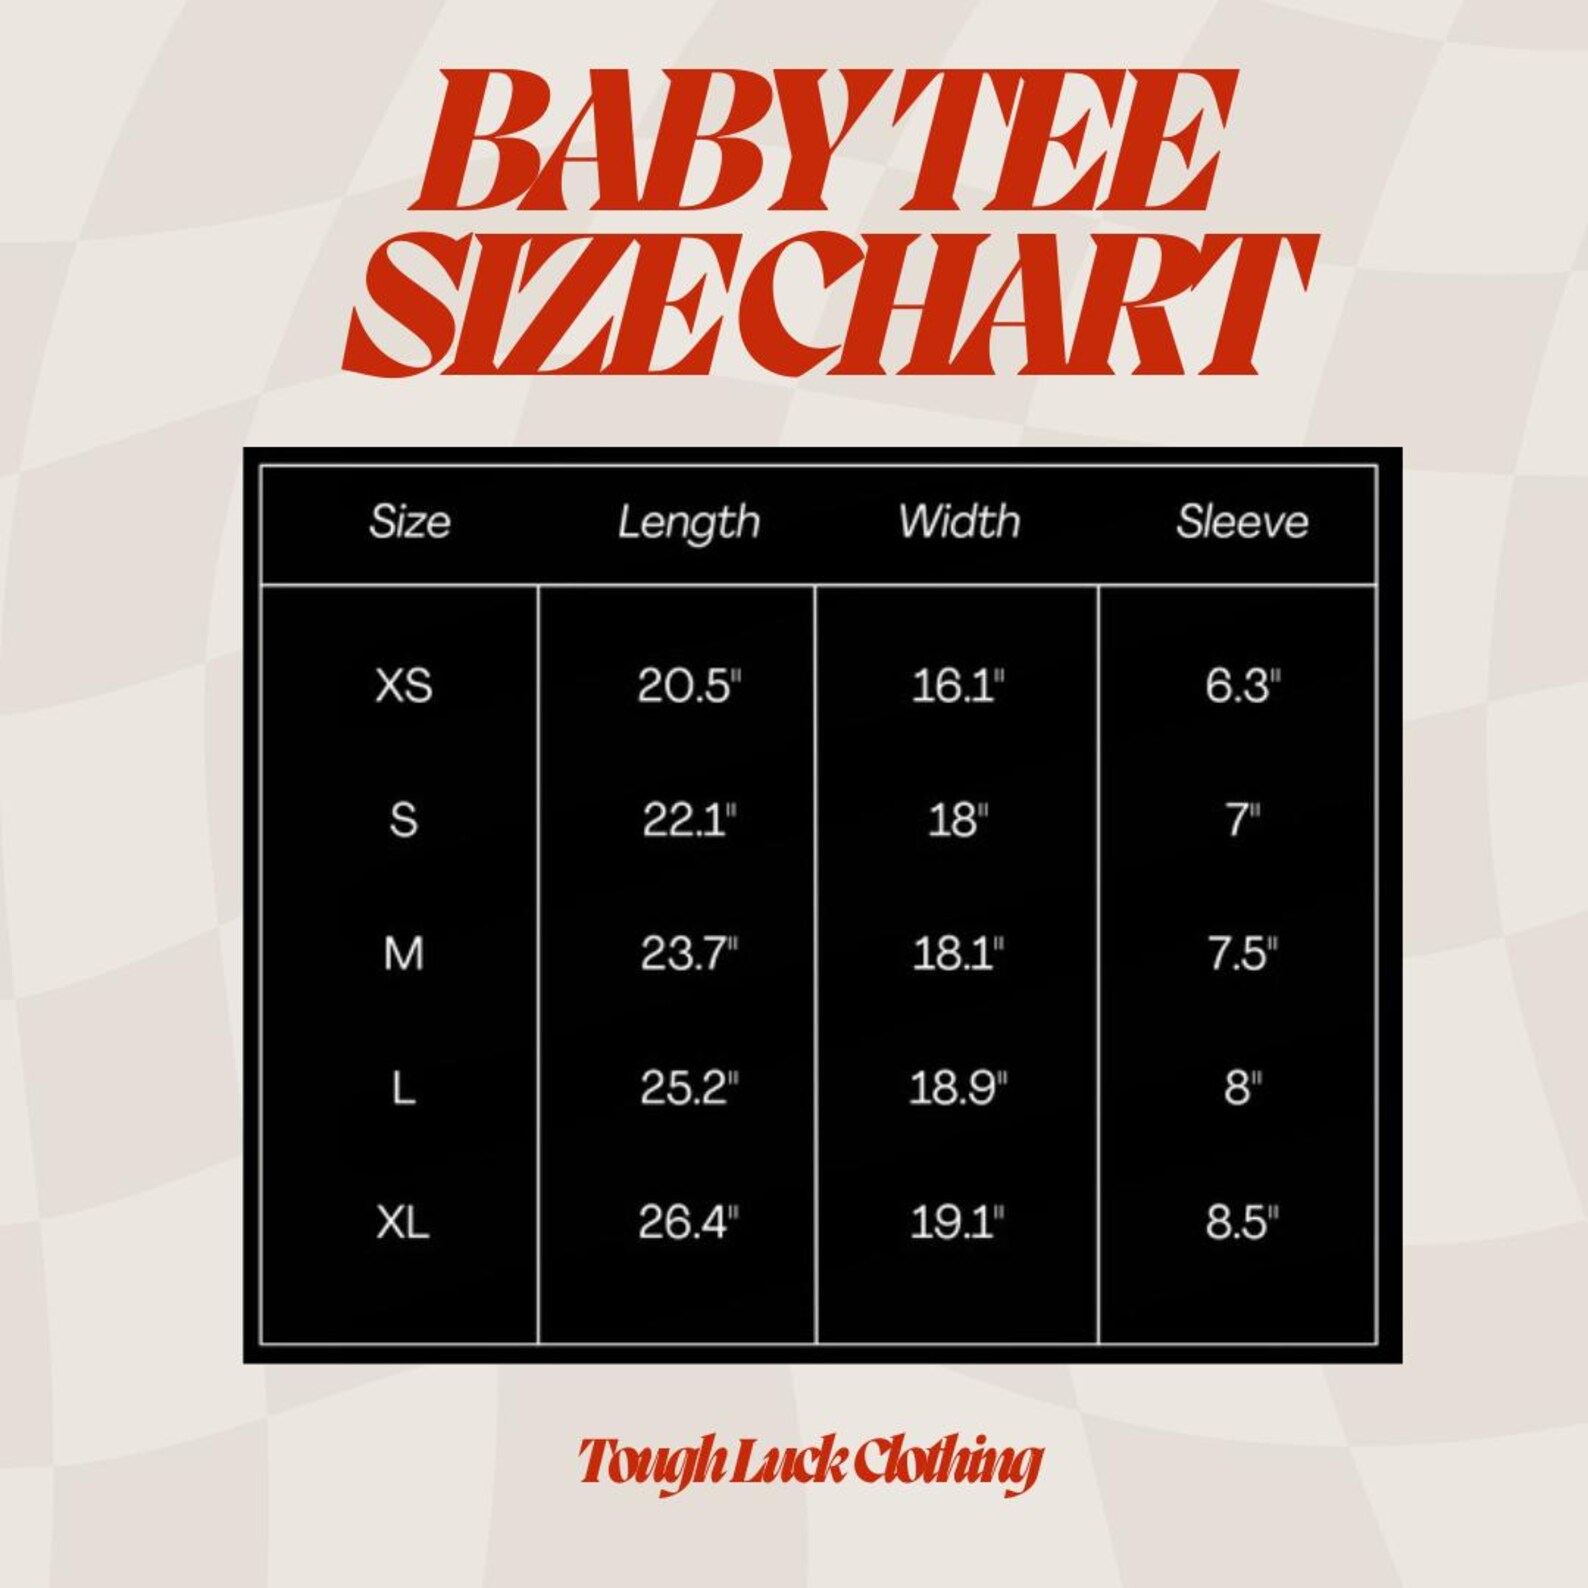 BABY TEE
SIZE CHART
Size Length Width Sleeve
XS 20.5" 16.1" 6.3"
S 22.1" 18" 7"
M 23.7" 18.1" 7.5"
L 25.2" 18.9" 8"
XL 26.4" 19.1" 8.5"
Tough Luck Clothing